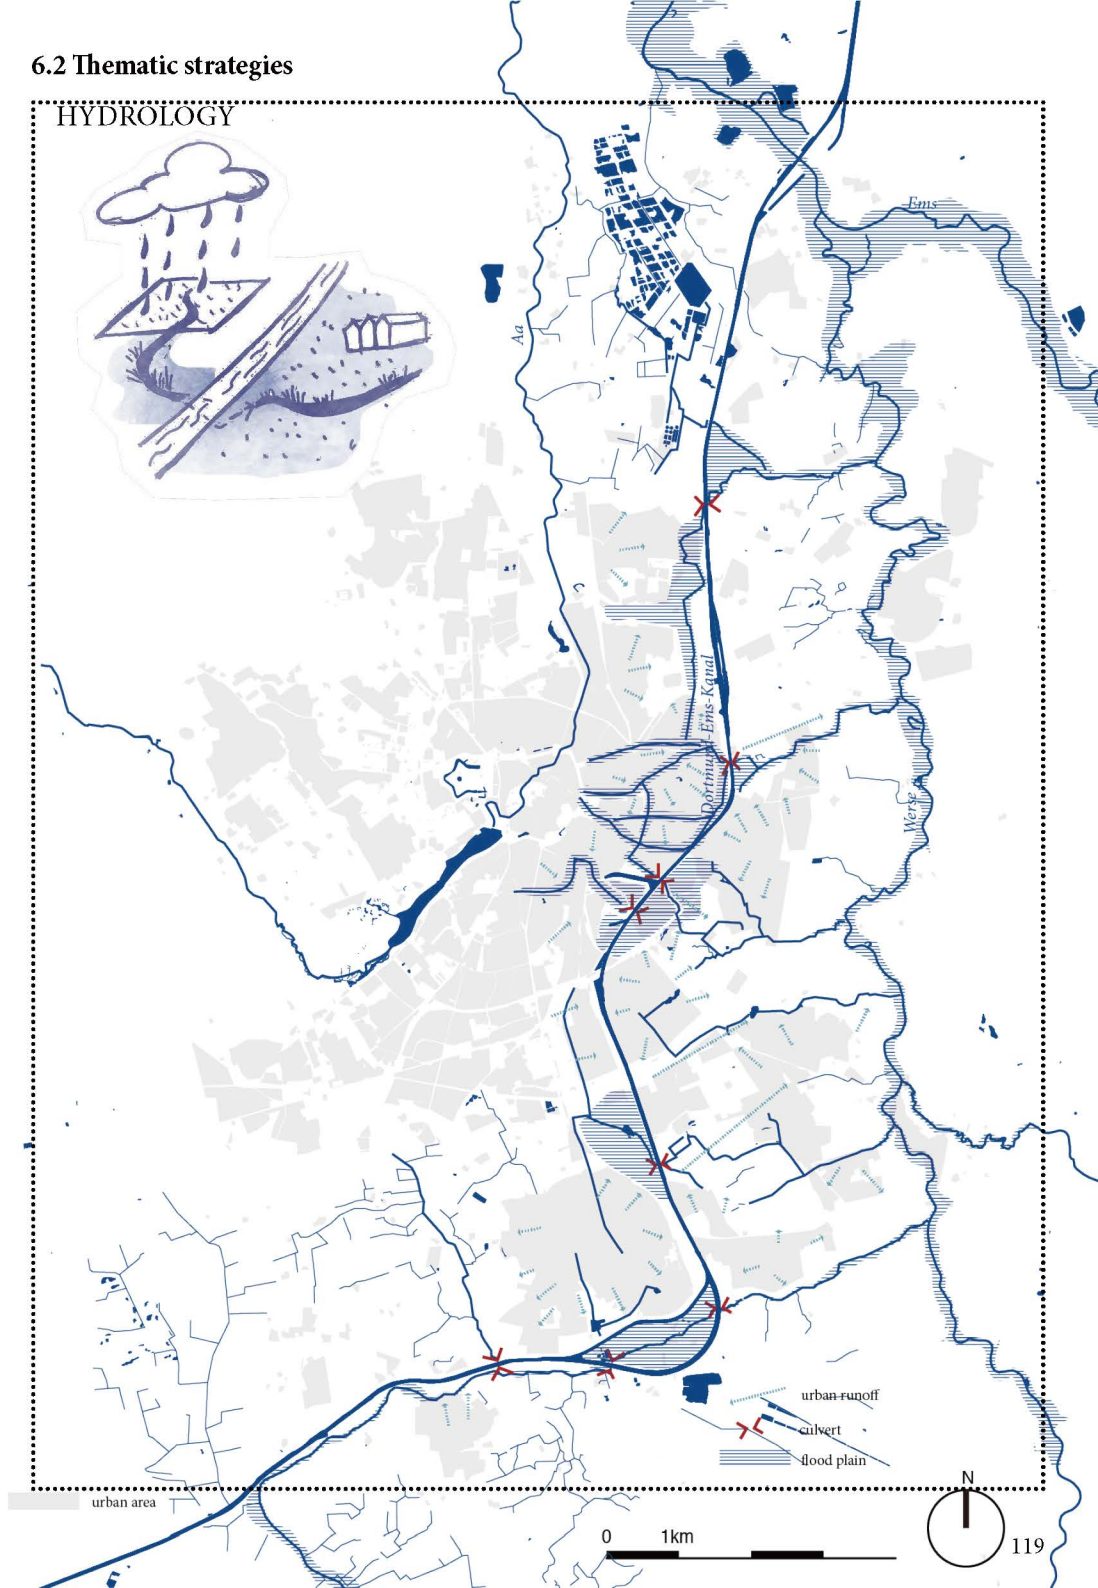 6.2 Thematic strategies
HYDROLOGY
Ems
Aa
Dortmund-Ems-Kanal
Werse
urban runoff
culvert
flood plain
urban area
N
0
1km
119